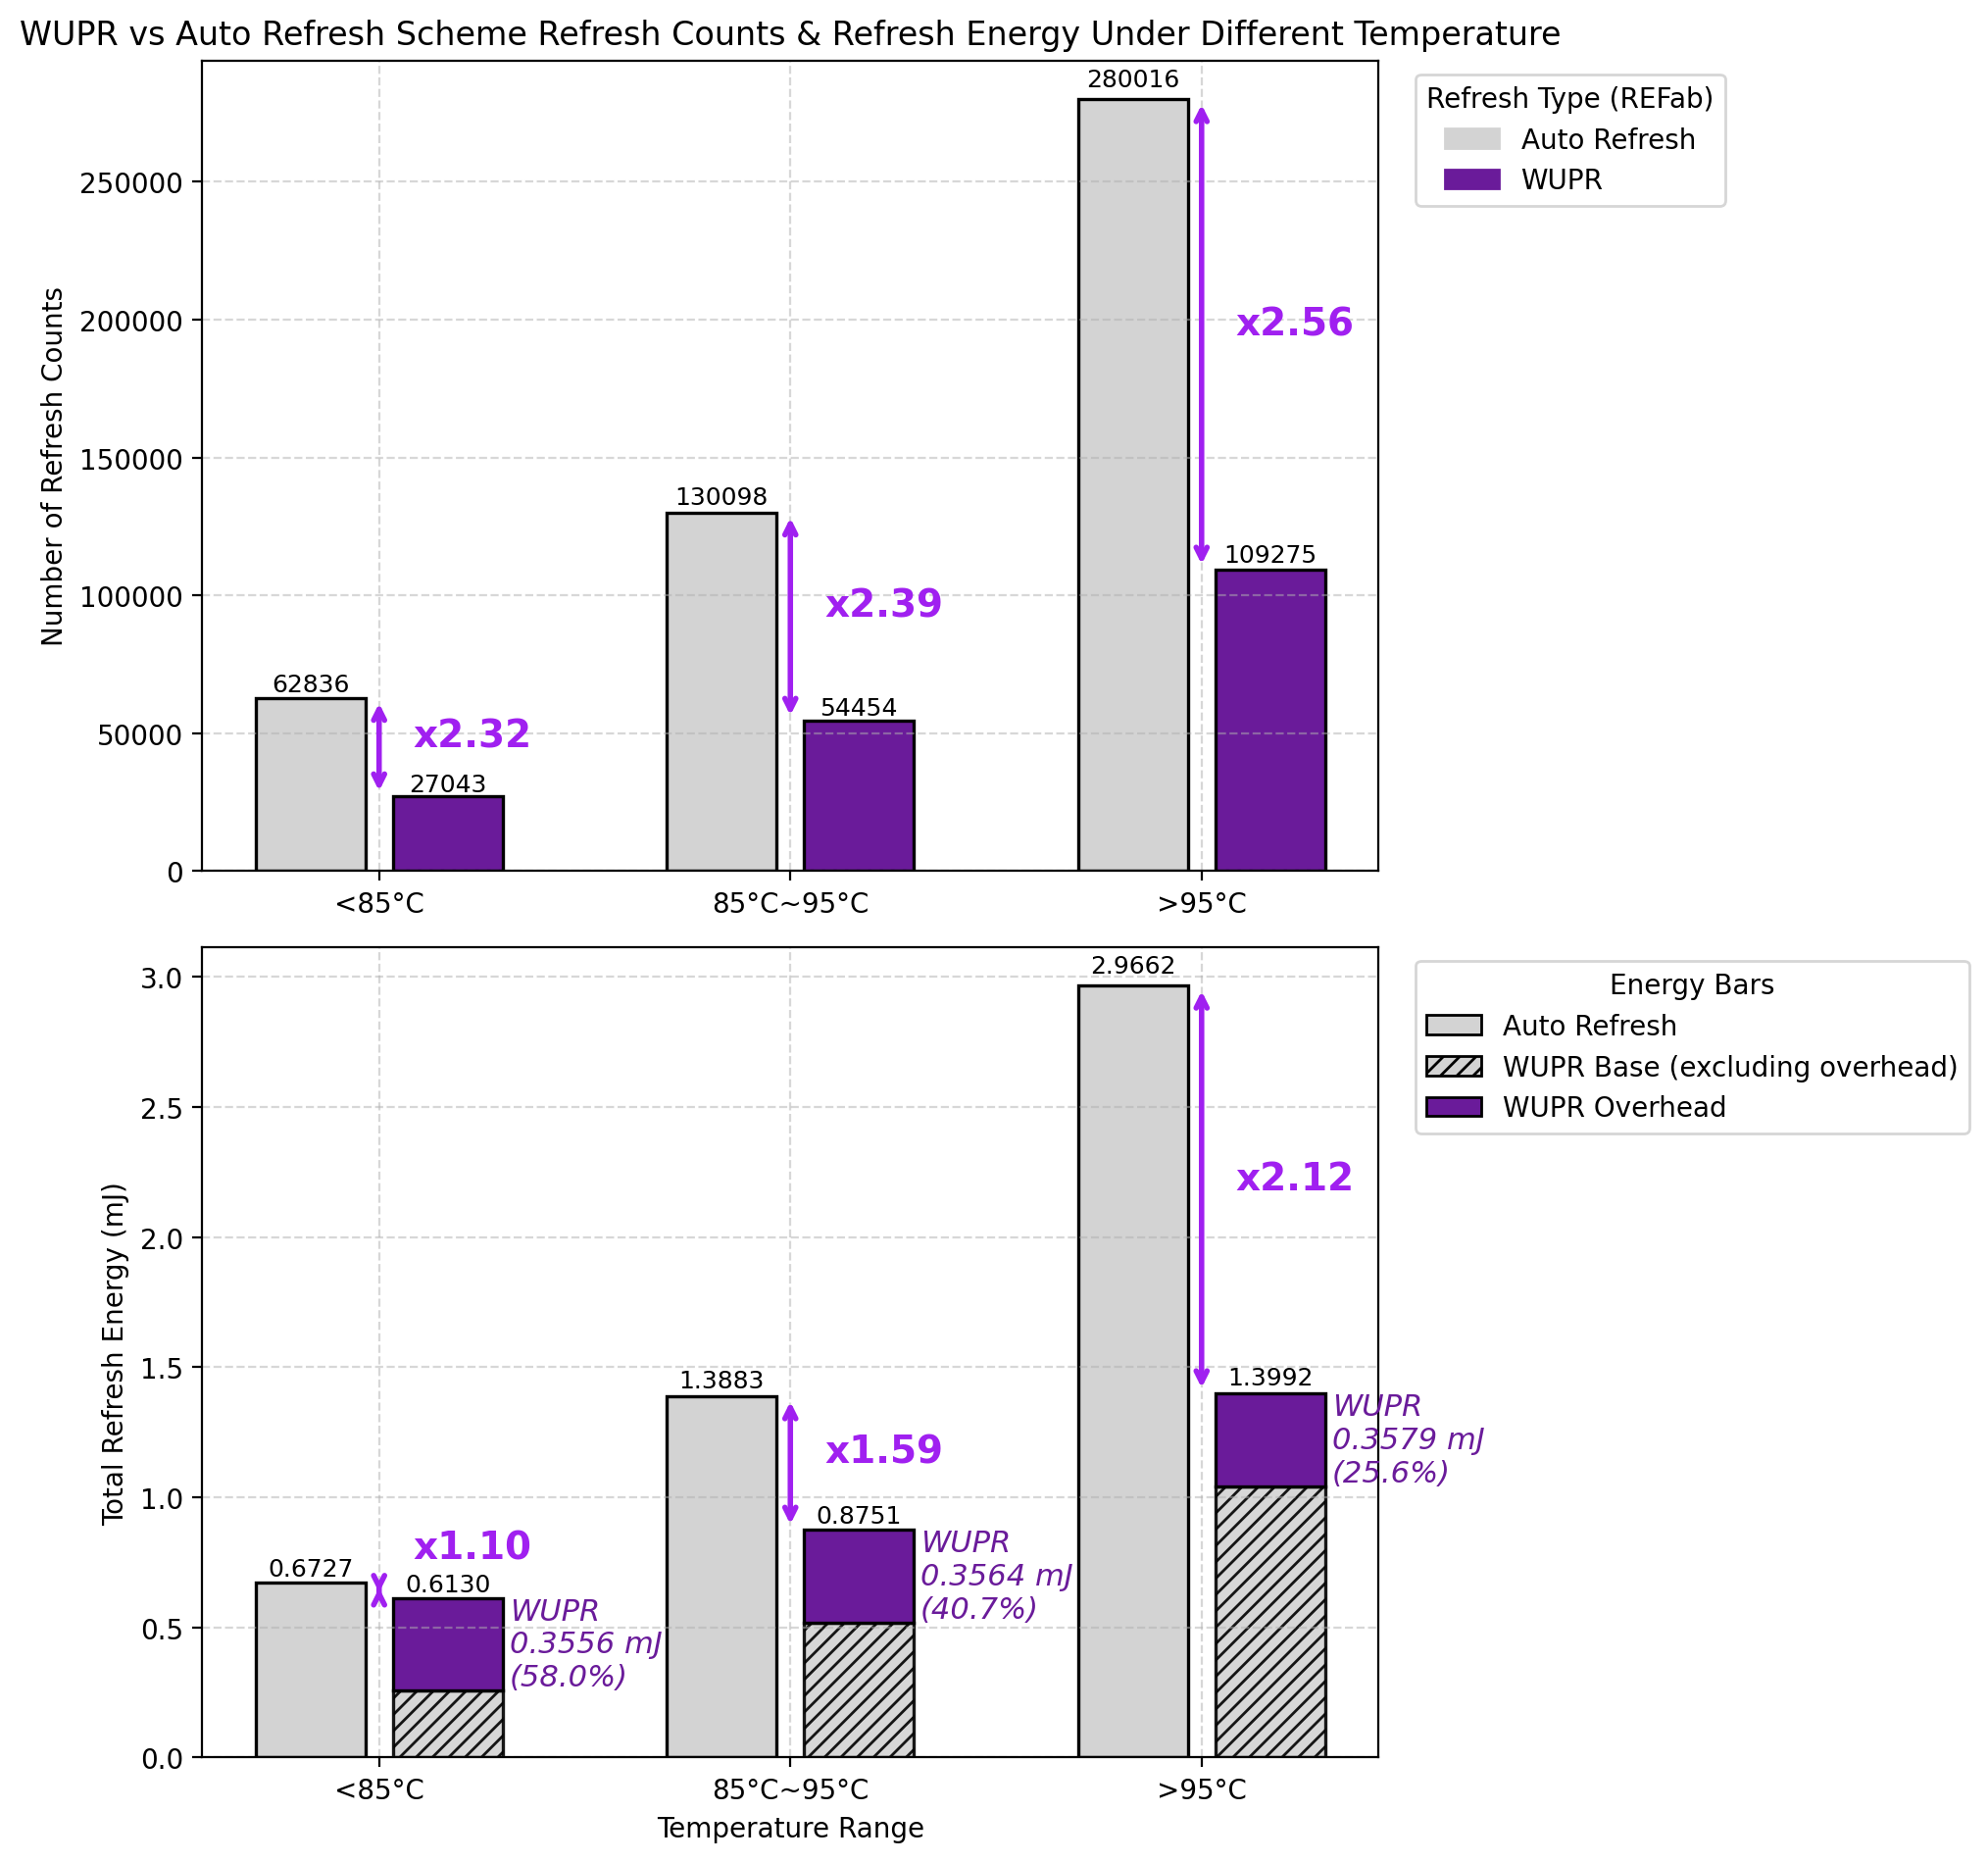 WUPR vs Auto Refresh Scheme Refresh Counts & Refresh Energy Under Different Temperature
Number of Refresh Counts
250000
200000
150000
100000
50000
0
280016
130098
109275
62836
54454
27043
x2.56
x2.39
x2.32
<85°C
85°C~95°C
>95°C
Refresh Type (REFab)
Auto Refresh
WUPR
Total Refresh Energy (mJ)
3.0
2.5
2.0
1.5
1.0
0.5
0.0
2.9662
x2.12
1.3883
1.3992
WUPR
0.3579 mJ
(25.6%)
x1.59
0.8751
WUPR
0.3564 mJ
(40.7%)
x1.10
0.6727
0.6130
WUPR
0.3556 mJ
(58.0%)
<85°C
85°C~95°C
>95°C
Temperature Range
Energy Bars
Auto Refresh
WUPR Base (excluding overhead)
WUPR Overhead